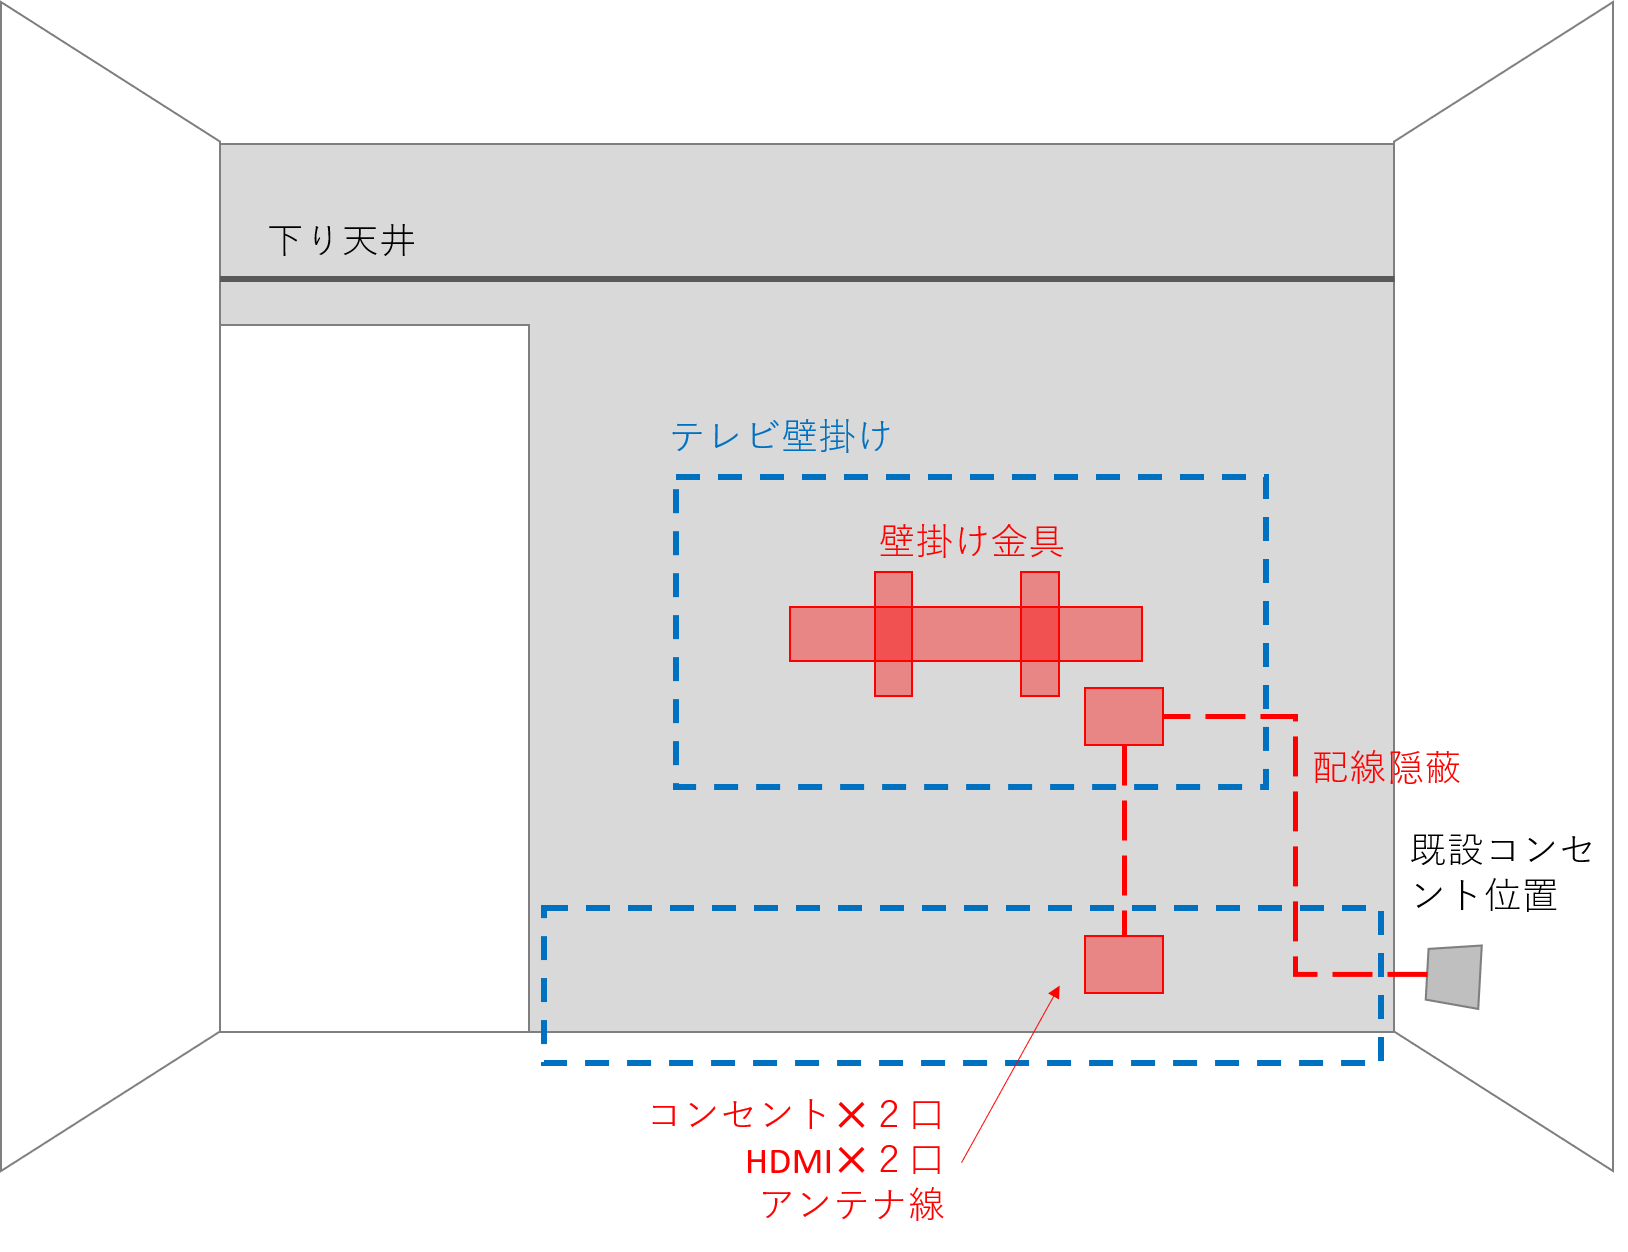 下り天井
テレビ壁掛け
壁掛け金具
配線隠蔽
既設コンセ
ント位置
コンセント✕２口
HDMI✕２口
アンテナ線